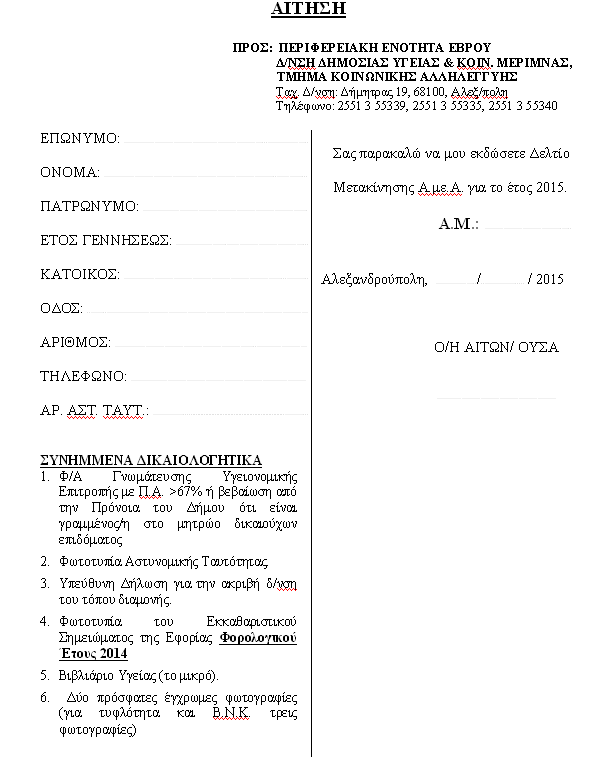 ΑΙΤΗΣΗ
ΠΡΟΣ: ΠΕΡΙΦΕΡΕΙΑΚΗ ΕΝΟΤΗΤΑ ΕΒΡΟΥ
Δ/ΝΣΗ ΔΗΜΟΣΙΑΣ ΥΓΕΙΑΣ & ΚΟΙΝ. ΜΕΡΙΜΝΑΣ,
ΤΜΗΜΑ ΚΟΙΝΩΝΙΚΗΣ ΑΛΛΗΛΕΓΓΥΗΣ
Ταχ. Δ/νση: Δήμητρας 19, 68100, Αλεξ/πολη
Τηλέφωνο: 2551 3 55339, 2551 3 55335, 2551 3 55340
ΕΠΩΝΥΜΟ:
ΟΝΟΜΑ:
ΠΑΤΡΩΝΥΜΟ:
ΕΤΟΣ ΓΕΝΝΗΣΕΩΣ:
ΚΑΤΟΙΚΟΣ:
ΟΔΟΣ:
ΑΡΙΘΜΟΣ:
ΤΗΛΕΦΩΝΟ:
ΑΡ. ΑΣΤ. ΤΑΥΤ.:
ΣΥΝΗΜΜΕΝΑ ΔΙΚΑΙΟΛΟΓΗΤΙΚΑ
1. Φ/Α Γνωμάτευσης Υγειονομικής
Επιτροπής με Π.Α. >67% ή βεβαίωση από
την Πρόνοια του Δήμου ότι είναι
γραμμένος/η στο μητρώο δικαιούχων
επιδόματος
2. Φωτοτυπία Αστυνομικής Ταυτότητας.
3. Υπεύθυνη Δήλωση για την ακριβή δ/νση
του τόπου διαμονής.
4. Φωτοτυπία του Εκκαθαριστικού
Σημειώματος της Εφορίας Φορολογικού
Έτους 2014
5. Βιβλιάριο Υγείας (το μικρό).
6. Δύο πρόσφατες έγχρωμες φωτογραφίες
(για τυφλότητα και Β.Ν.Κ. τρεις
φωτογραφίες)
Σας παρακαλώ να μου εκδώσετε Δελτίο
Μετακίνησης Α.με.Α. για το έτος 2015.
Α.Μ.:
Αλεξανδρούπολη, / / 2015
Ο/Η ΑΙΤΩΝ/ ΟΥΣΑ